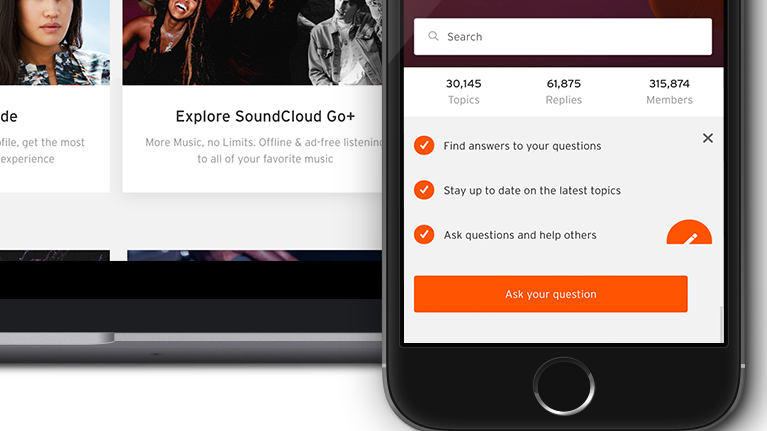 de
ofile, get the most
experience
Explore SoundCloud Go+
More Music, no Limits. Offline & ad-free listening
to all of your favorite music
Search
30,145 61,875 315,874
Topics Replies Members
Find answers to your questions
Stay up to date on the latest topics
Ask questions and help others
Ask your question